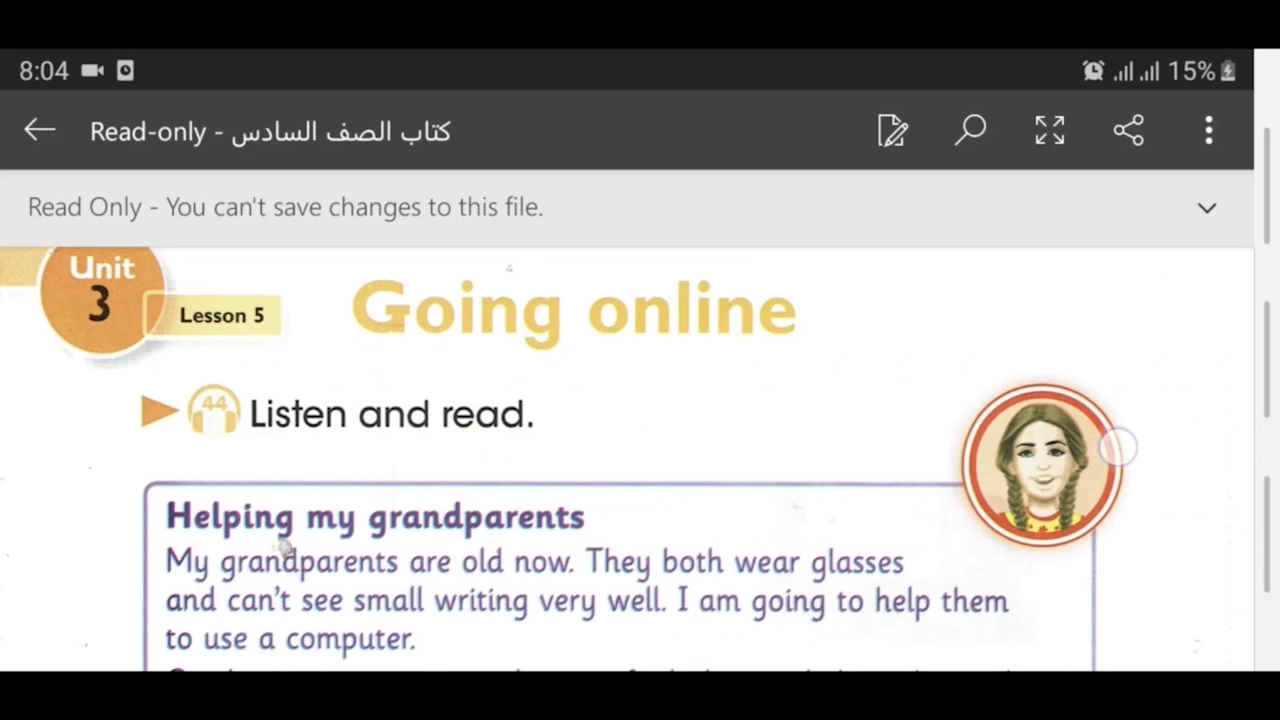 8:04
15%
Read-only - كتاب الصف السادس
Read Only - You can't save changes to this file.
Unit
3
Lesson 5
Going online
44
Listen and read.
Helping my grandparents
My grandparents are old now. They both wear glasses
and can't see small writing very well. I am going to help them
to use a computer.